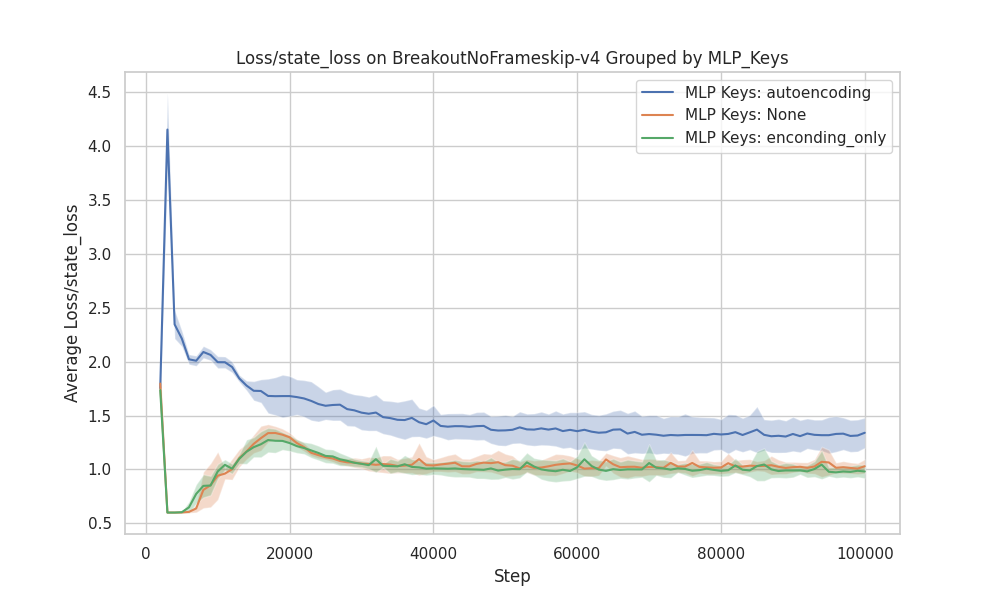 Loss/state_loss on BreakoutNoFrameskip-v4 Grouped by MLP_Keys
MLP Keys: autoencoding
MLP Keys: None
MLP Keys: enconding_only
Average Loss/state_loss
4.5
4.0
3.5
3.0
2.5
2.0
1.5
1.0
0.5
0
20000
40000
60000
80000
100000
Step